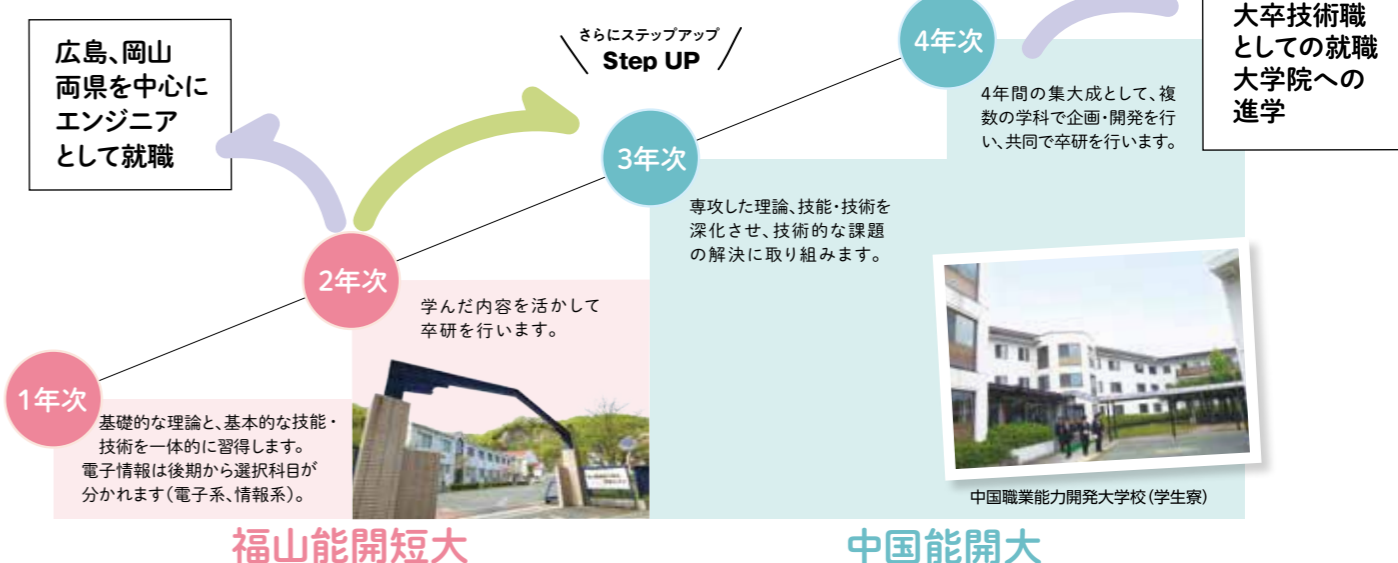 広島、岡山
両県を中心に
エンジニア
として就職
さらにステップアップ
Step UP
大卒技術職
としての就職
大学院への
進学
1年次
基礎的な理論と、基本的な技能・
技術を一体的に習得します。
電子情報は後期から選択科目が
分かれます(電子系、情報系)。
2年次
学んだ内容を活かして
卒研を行います。
3年次
専攻した理論、技能・技術を
深化させ、技術的な課題
の解決に取り組みます。
4年次
4年間の集大成として、複
数の学科で企画・開発を行
い、共同で卒研を行います。
中国職業能力開発大学校(学生寮)
福山能開短大
中国能開大